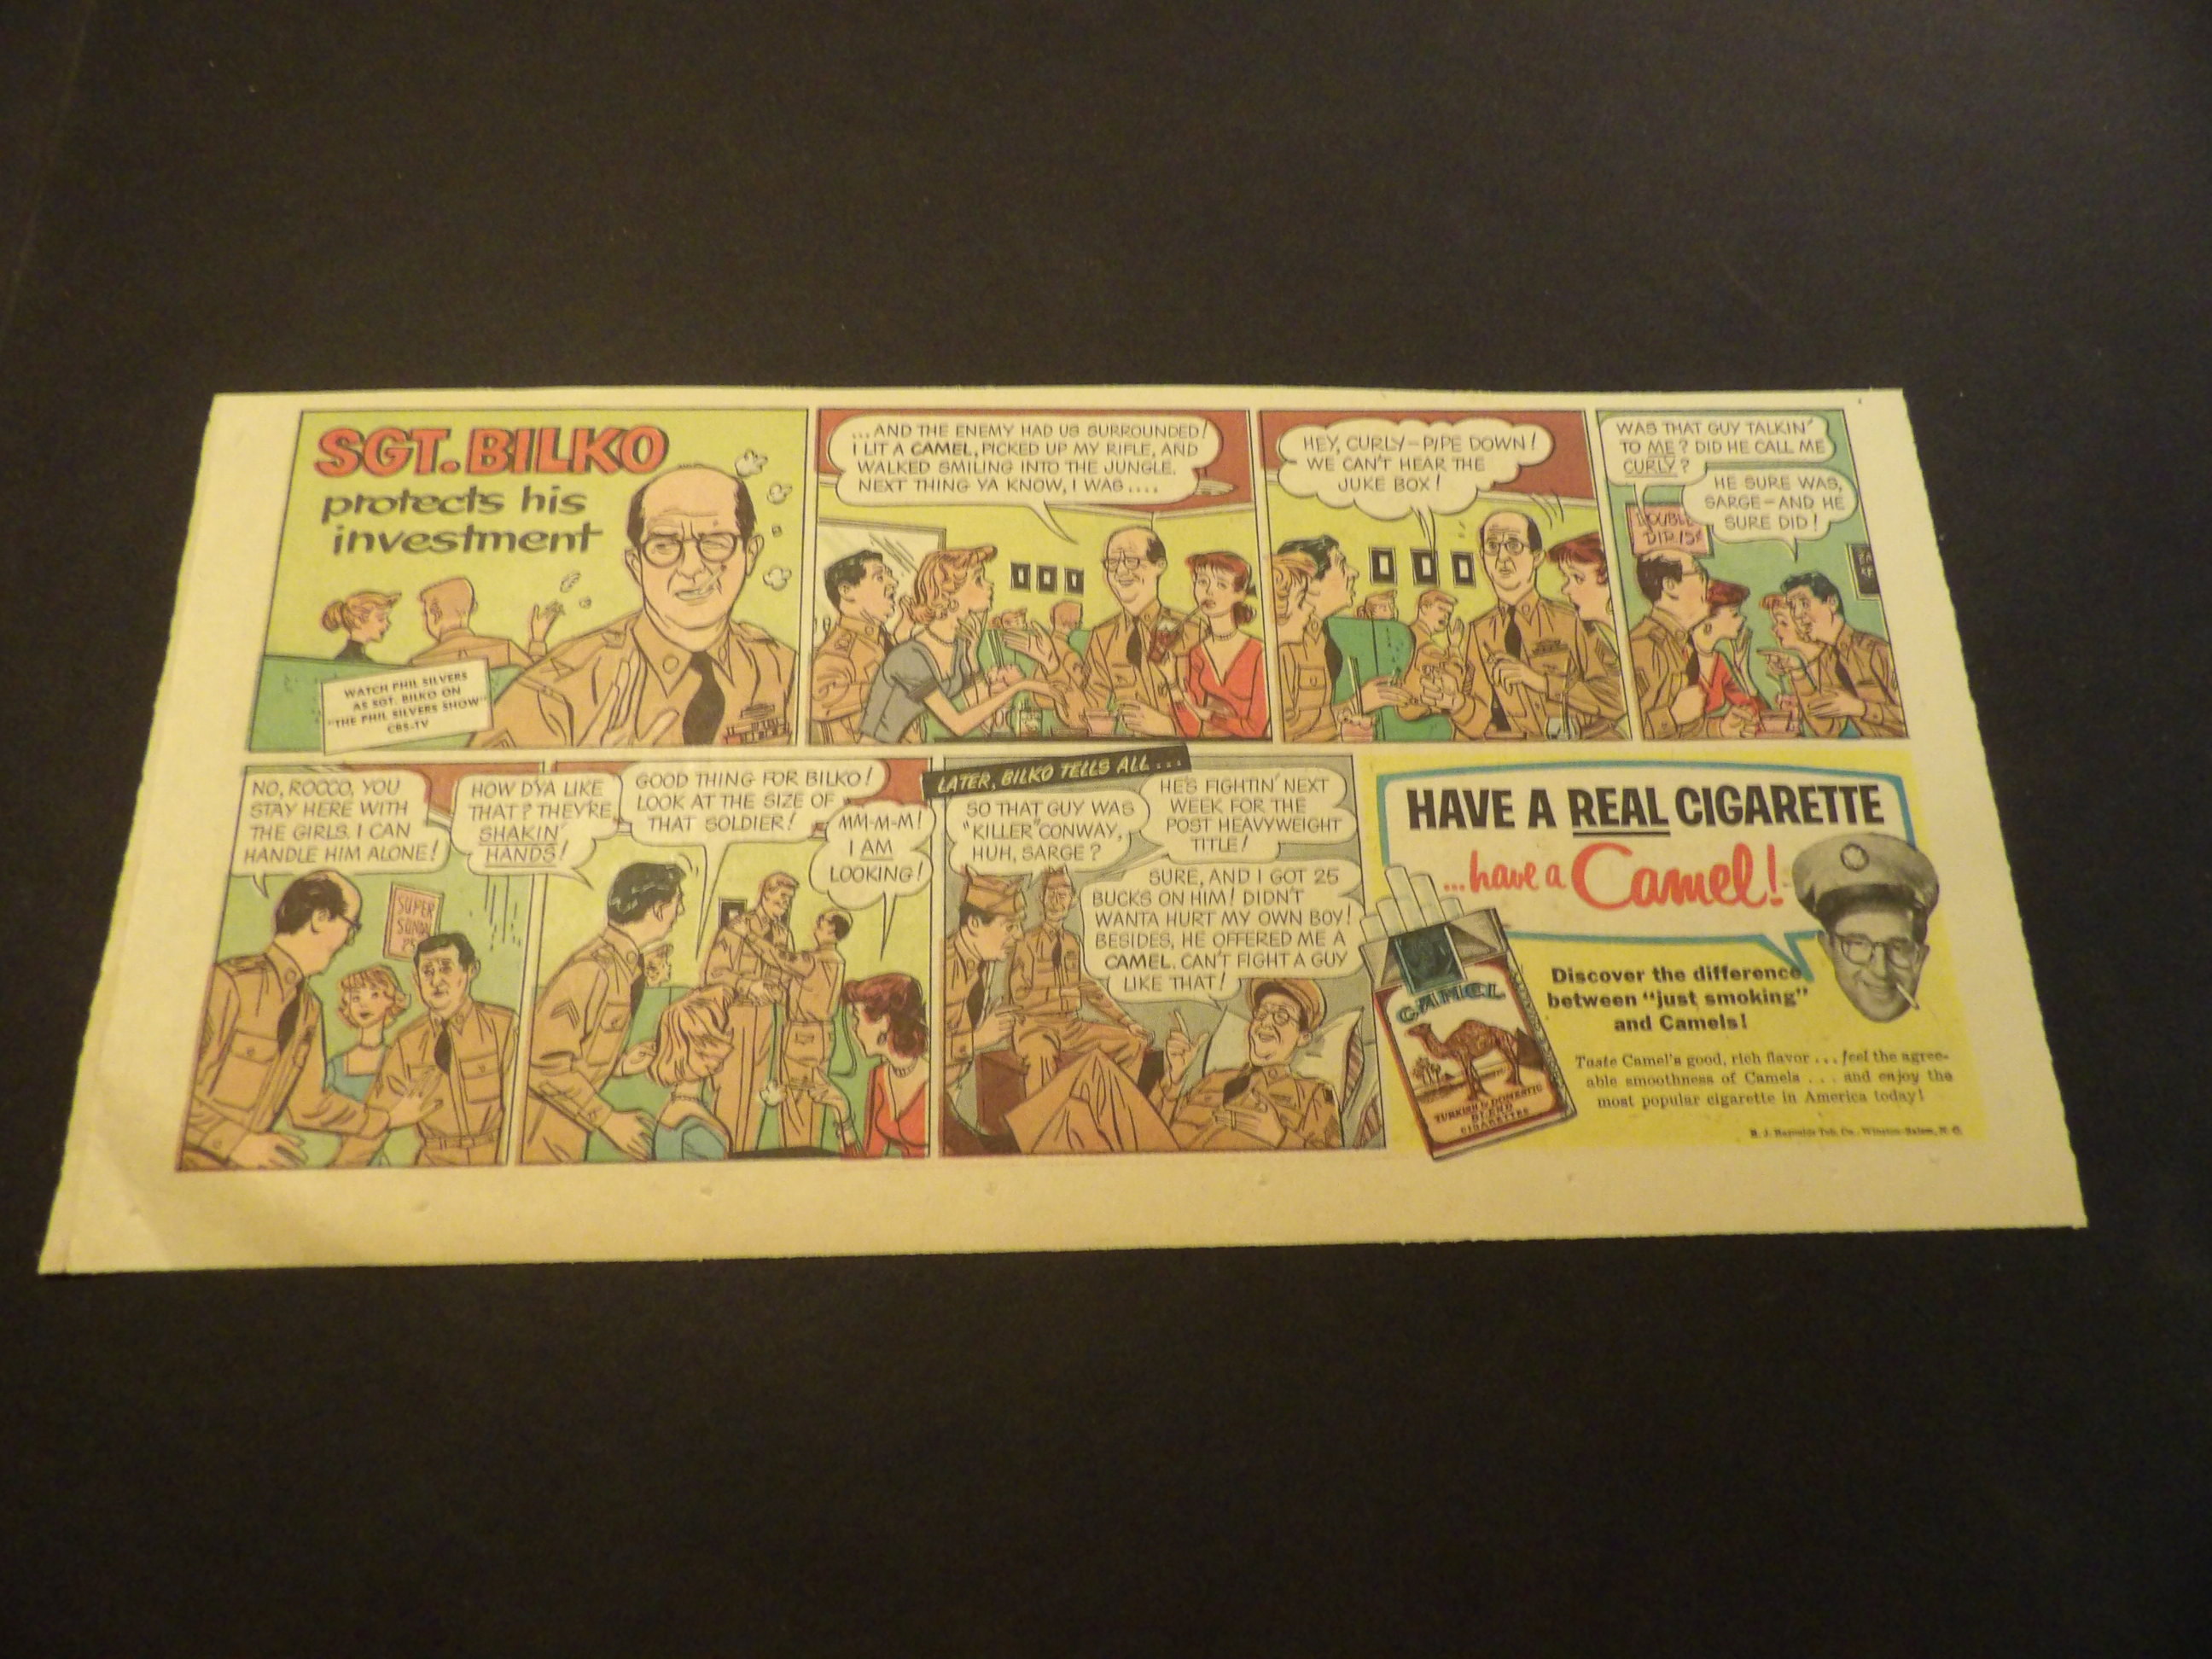 SGT. BILKO
protects his
investment
WATCH PHIL SILVERS
AS SGT. BILKO ON
"THE PHIL SILVERS SHOW"
CBS-TV
...AND THE ENEMY HAD US SURROUNDED!
I LIT A CAMEL, PICKED UP MY RIFLE, AND
WALKED SMILING INTO THE JUNGLE.
NEXT THING YA KNOW, I WAS....
HEY, CURLY-PIPE DOWN!
WE CAN'T HEAR THE
JUKE BOX!
WAS THAT GUY TALKIN'
TO ME? DID HE CALL ME
CURLY?
HE SURE WAS,
SARGE-AND HE
SURE DID!
DOUBLE
DIP 15¢
NO, ROCCO, YOU
STAY HERE WITH
THE GIRLS. I CAN
HANDLE HIM ALONE!
SUPER
HOW D'YA LIKE
THAT? THEY'RE
SHAKIN'
HANDS!
GOOD THING FOR BILKO!
LOOK AT THE SIZE OF
THAT SOLDIER!
MM-M-M!
I AM
LOOKING!
LATER, BILKO TELLS ALL...
SO THAT GUY WAS
"KILLER" CONWAY,
HUH, SARGE?
HE'S FIGHTIN' NEXT
WEEK FOR THE
POST HEAVYWEIGHT
TITLE!
SURE, AND I GOT 25
BUCKS ON HIM! DIDN'T
WANTA HURT MY OWN BOY!
BESIDES, HE OFFERED ME A
CAMEL. CAN'T FIGHT A GUY
LIKE THAT!
HAVE A REAL CIGARETTE
...have a Camel!
CAMEL
TURKISH & DOMESTIC
BLEND
CIGARETTES
Discover the difference
between "just smoking"
and Camels!
Taste Camel's good, rich flavor...feel the agree-
able smoothness of Camels...and enjoy the
most popular cigarette in America today!
R. J. Reynolds Tob. Co., Winston-Salem, N. C.